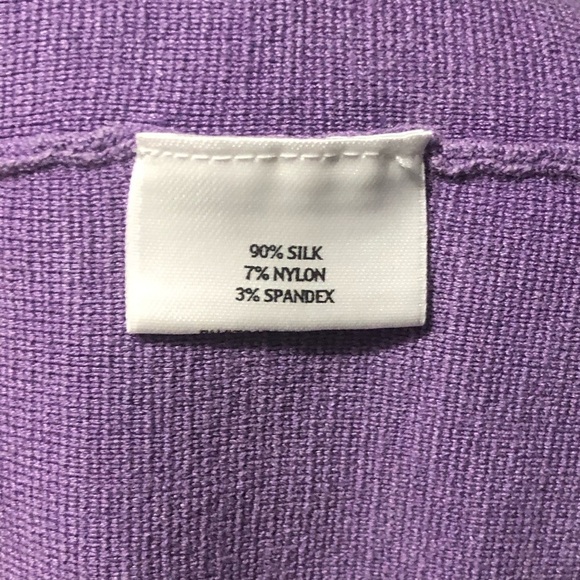 90% SILK
7% NYLON
3% SPANDEX